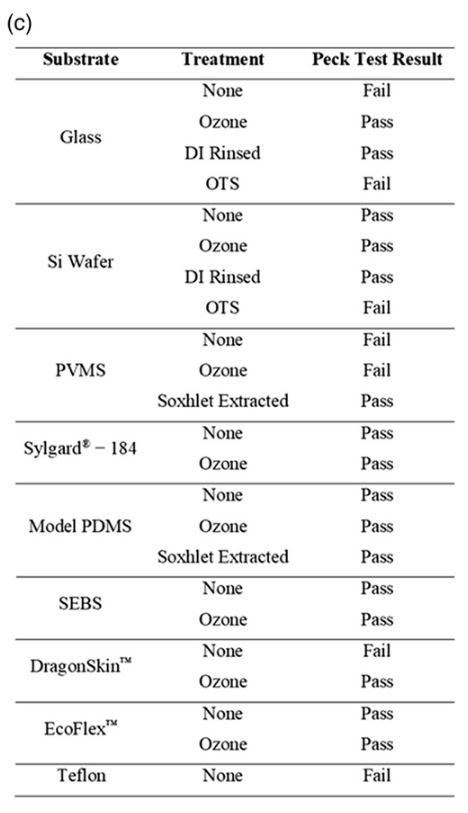 (c)
Substrate Treatment Peck Test Result
Glass
None Fail
Ozone Pass
DI Rinsed Pass
OTS Fail
Si Wafer
None Pass
Ozone Pass
DI Rinsed Pass
OTS Fail
PVMS
None Fail
Ozone Fail
Soxhlet Extracted Pass
Sylgard® − 184
None Pass
Ozone Pass
Model PDMS
None Pass
Ozone Pass
Soxhlet Extracted Pass
SEBS
None Pass
Ozone Pass
DragonSkin™
None Fail
Ozone Pass
EcoFlex™
None Pass
Ozone Pass
Teflon None Fail